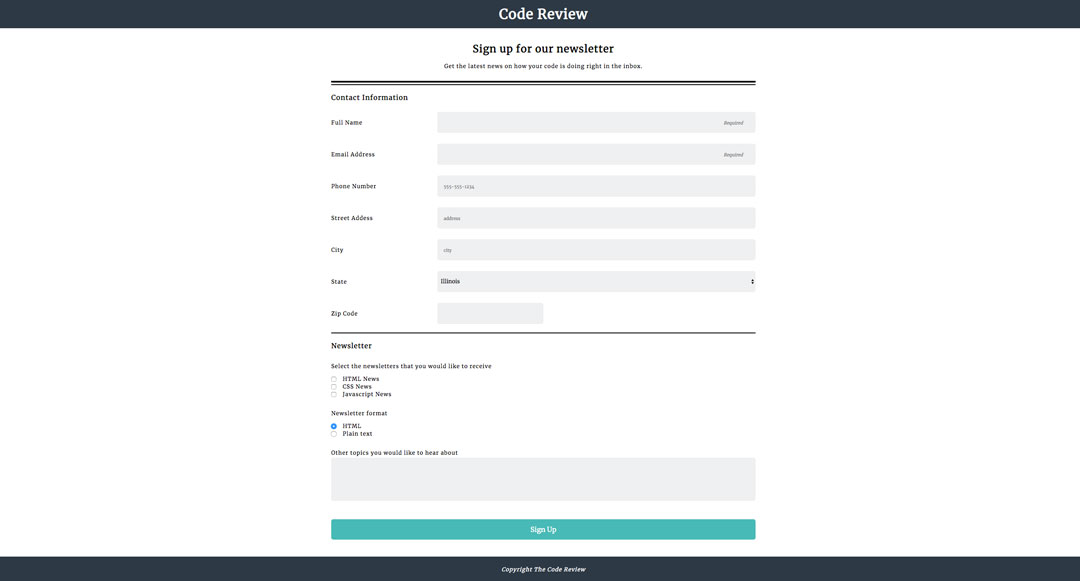 Code Review
Sign up for our newsletter
Get the latest news on how your code is doing right in the inbox.
Contact Information
Full Name Required
Email Address Required
Phone Number 555-555-1234
Street Addess address
City city
State Illinois
Zip Code
Newsletter
Select the newsletters that you would like to receive
HTML News
CSS News
Javascript News
Newsletter format
HTML
Plain text
Other topics you would like to hear about
Sign Up
Copyright The Code Review